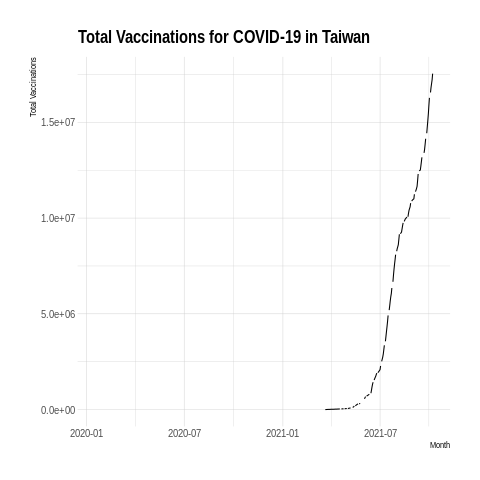 Total Vaccinations for COVID-19 in Taiwan
Total Vaccinations
1.5e+07
1.0e+07
5.0e+06
0.0e+00
2020-01 2020-07 2021-01 2021-07
Month